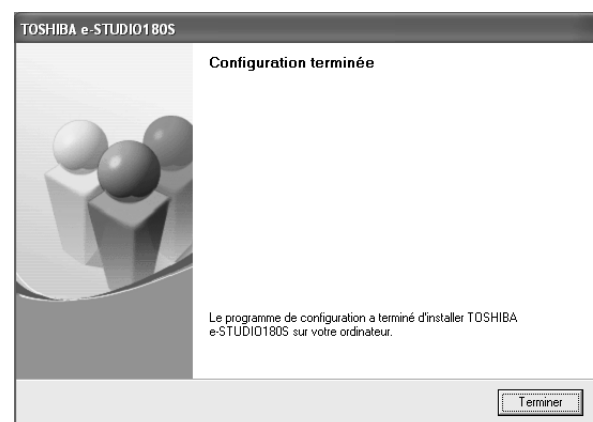 TOSHIBA e-STUDIO180S
Configuration terminée
Le programme de configuration a terminé d'installer TOSHIBA
e-STUDIO180S sur votre ordinateur.
Terminer